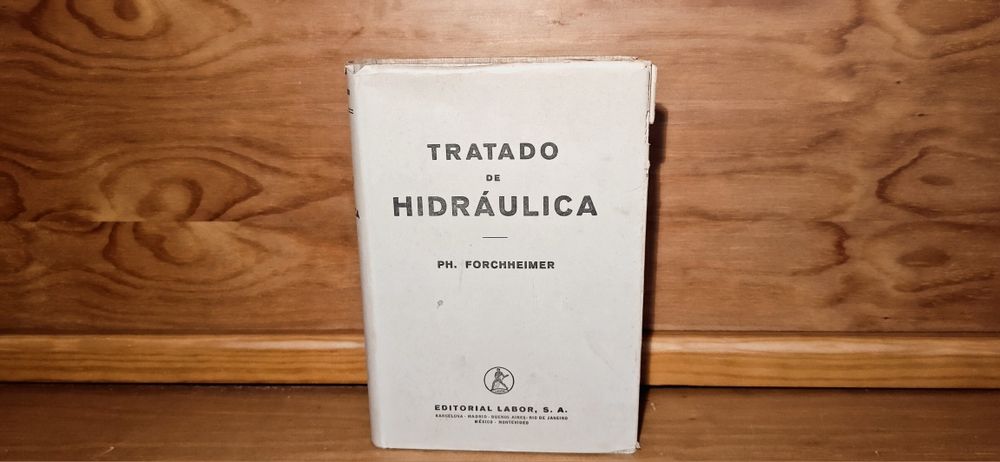 TRATADO
DE
HIDRÁULICA
PH. FORCHHEIMER
EDITORIAL LABOR, S. A.
BARCELONA - MADRID - BUENOS AIRES - RIO DE JANEIRO
MÉXICO - MONTEVIDEO